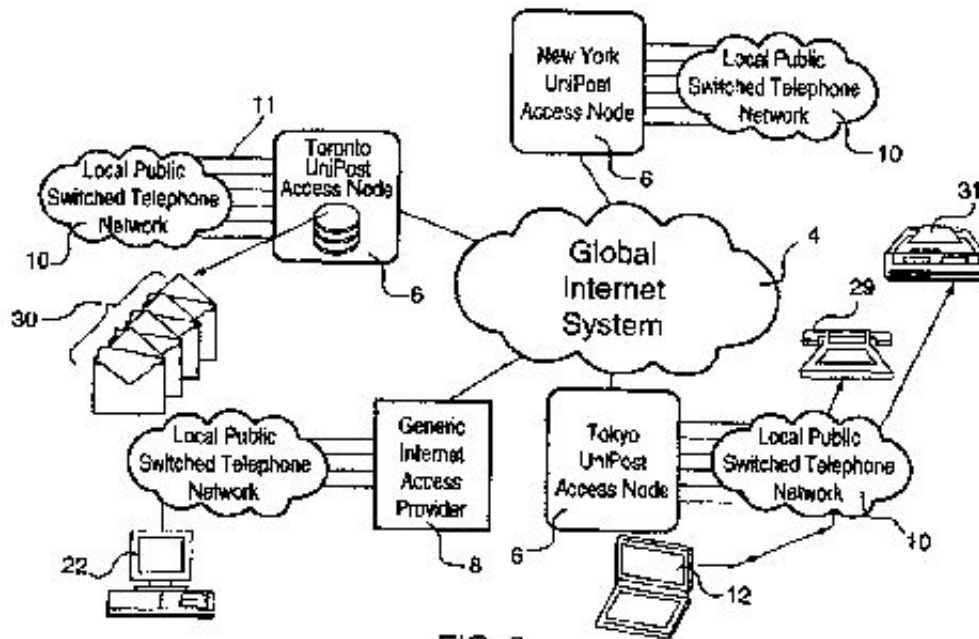 New York
UniPost
Access Node
6
Local Public
Switched Telephone
Network
10
11
Toronto
UniPost
Access Node
6
Local Public
Switched Telephone
Network
10
30
Global
Internet
System
4
31
29
Local Public
Switched Telephone
Network
Generic
Internet
Access
Provider
8
22
Tokyo
UniPost
Access Node
6
Local Public
Switched Telephone
Network
10
12